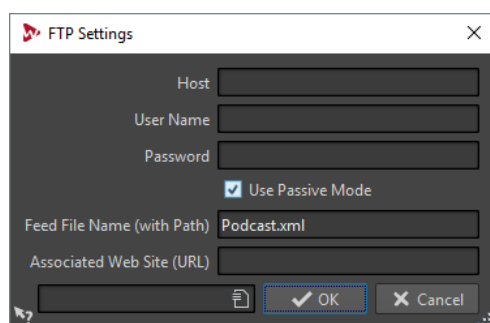 FTP Settings
Host
User Name
Password
Use Passive Mode
Feed File Name (with Path) Podcast.xml
Associated Web Site (URL)
OK Cancel